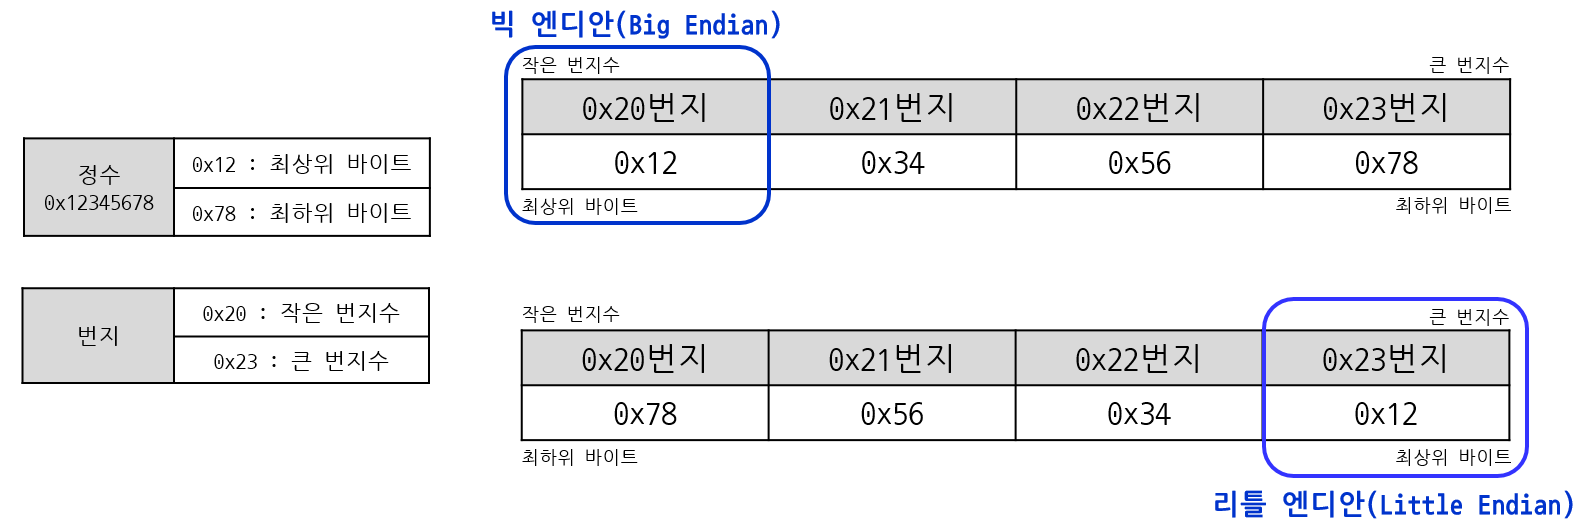 빅 엔디안(Big Endian)
작은 번지수 큰 번지수
0x20번지 0x21번지 0x22번지 0x23번지
0x12 0x34 0x56 0x78
최상위 바이트 최하위 바이트
정수
0x12345678
0x12 : 최상위 바이트
0x78 : 최하위 바이트
번지
0x20 : 작은 번지수
0x23 : 큰 번지수
작은 번지수 큰 번지수
0x20번지 0x21번지 0x22번지 0x23번지
0x78 0x56 0x34 0x12
최하위 바이트 최상위 바이트
리틀 엔디안(Little Endian)